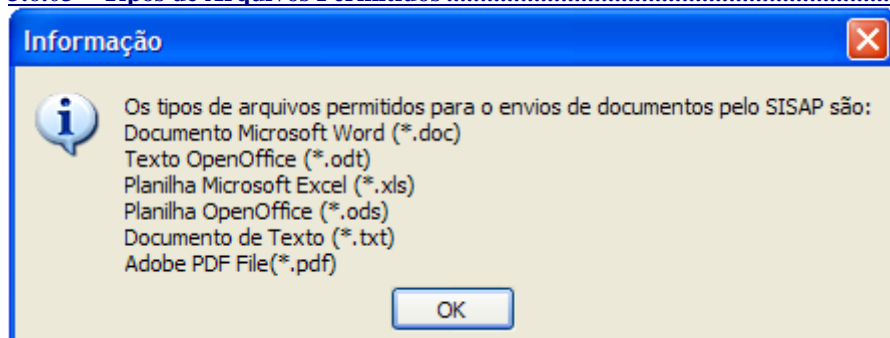 Informação
Os tipos de arquivos permitidos para o envios de documentos pelo SISAP são:
Documento Microsoft Word (*.doc)
Texto OpenOffice (*.odt)
Planilha Microsoft Excel (*.xls)
Planilha OpenOffice (*.ods)
Documento de Texto (*.txt)
Adobe PDF File(*.pdf)
OK